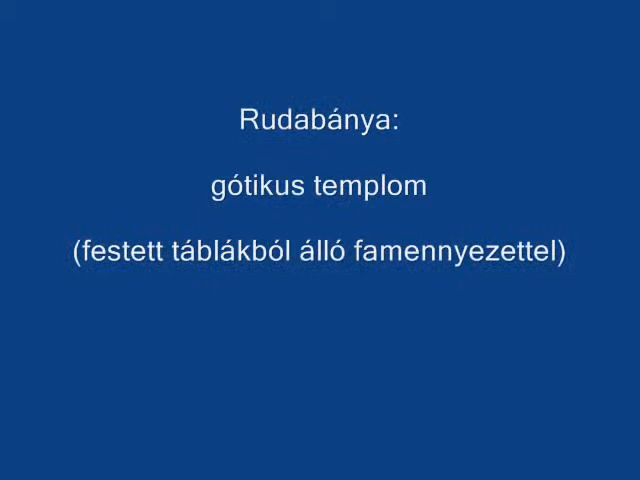 Rudabánya:
gótikus templom
(festett táblákból álló famennyezettel)